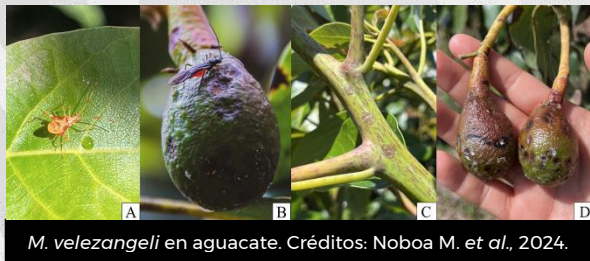 A B C D
M. velezangeli en aguacate. Créditos: Noboa M. et al., 2024.